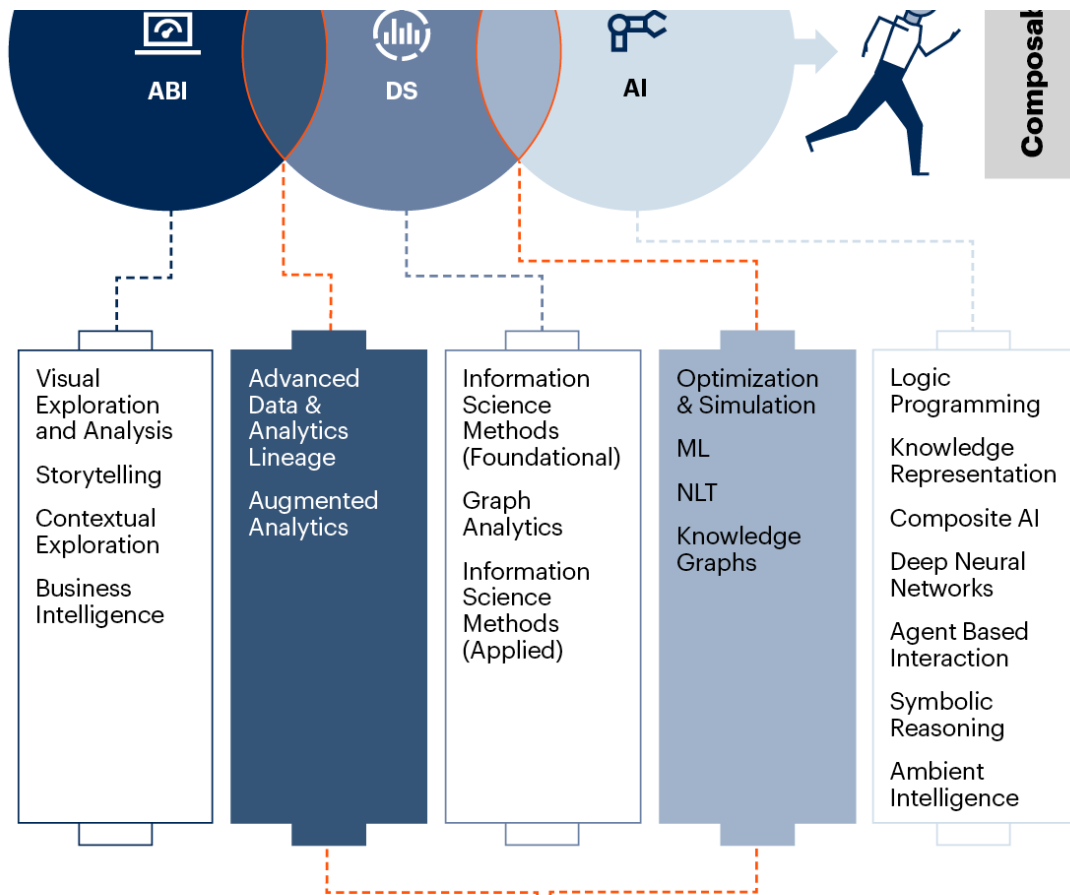 ABI
DS
AI
Visual
Exploration
and Analysis
Storytelling
Contextual
Exploration
Business
Intelligence
Advanced
Data &
Analytics
Lineage
Augmented
Analytics
Information
Science
Methods
(Foundational)
Graph
Analytics
Information
Science
Methods
(Applied)
Optimization
& Simulation
ML
NLT
Knowledge
Graphs
Logic
Programming
Knowledge
Representation
Composite AI
Deep Neural
Networks
Agent Based
Interaction
Symbolic
Reasoning
Ambient
Intelligence